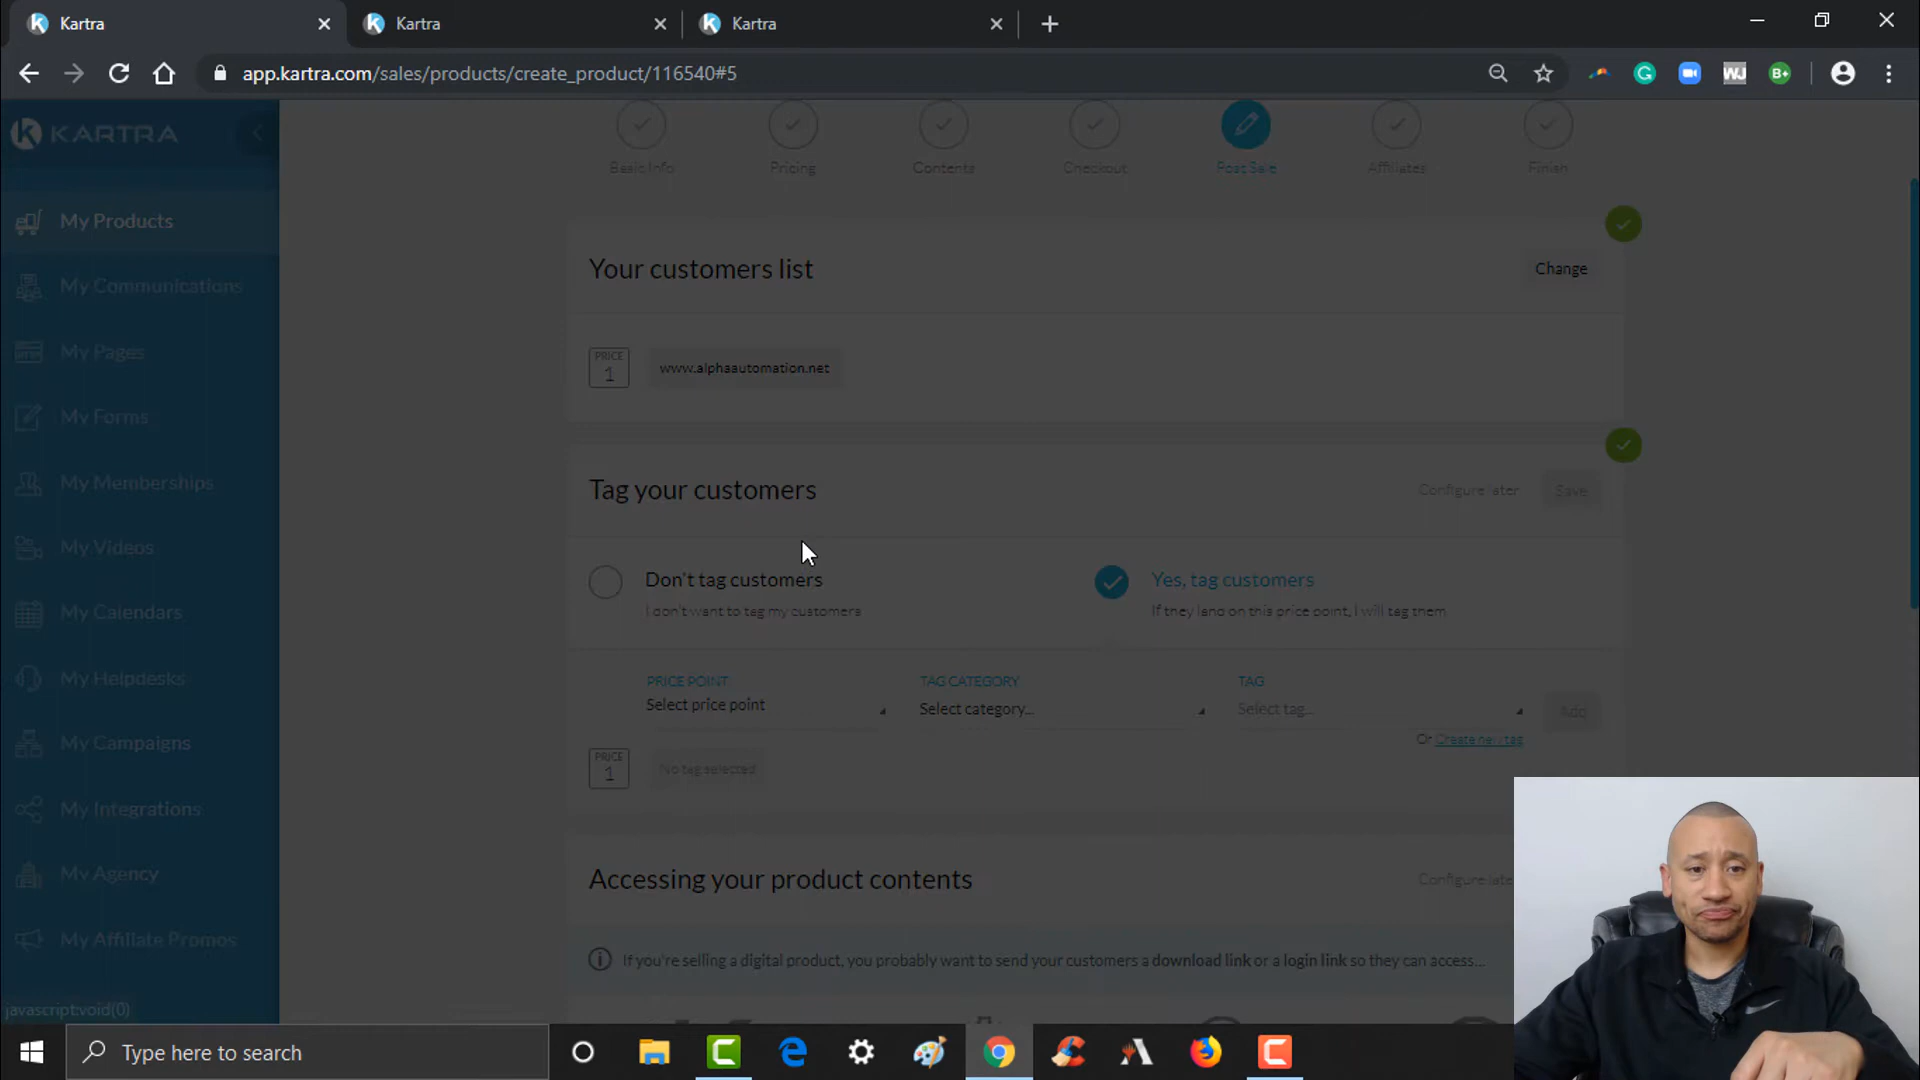 Kartra
Kartra
Kartra
app.kartra.com/sales/products/create_product/116540#5
KARTRA
Basic Info
Pricing
Contents
Checkout
Post Sale
Affiliates
Finish
My Products
My Communications
My Pages
My Forms
My Memberships
My Videos
My Calendars
My Helpdesks
My Campaigns
My Integrations
My Agency
My Affiliate Promos
Your customers list
Change
PRICE
1
www.alphaautomation.net
Tag your customers
Configure later
Save
Don't tag customers
I don't want to tag my customers
Yes, tag customers
If they land on this price point, I will tag them
PRICE POINT:
Select price point
TAG CATEGORY
Select category...
TAG
Select tag...
Add
Or Create new tag
PRICE
1
No tag selected
Accessing your product contents
Configure late
If you're selling a digital product, you probably want to send your customers a download link or a login link so they can access...
javascript:void(0)
Type here to search
WJ
B+